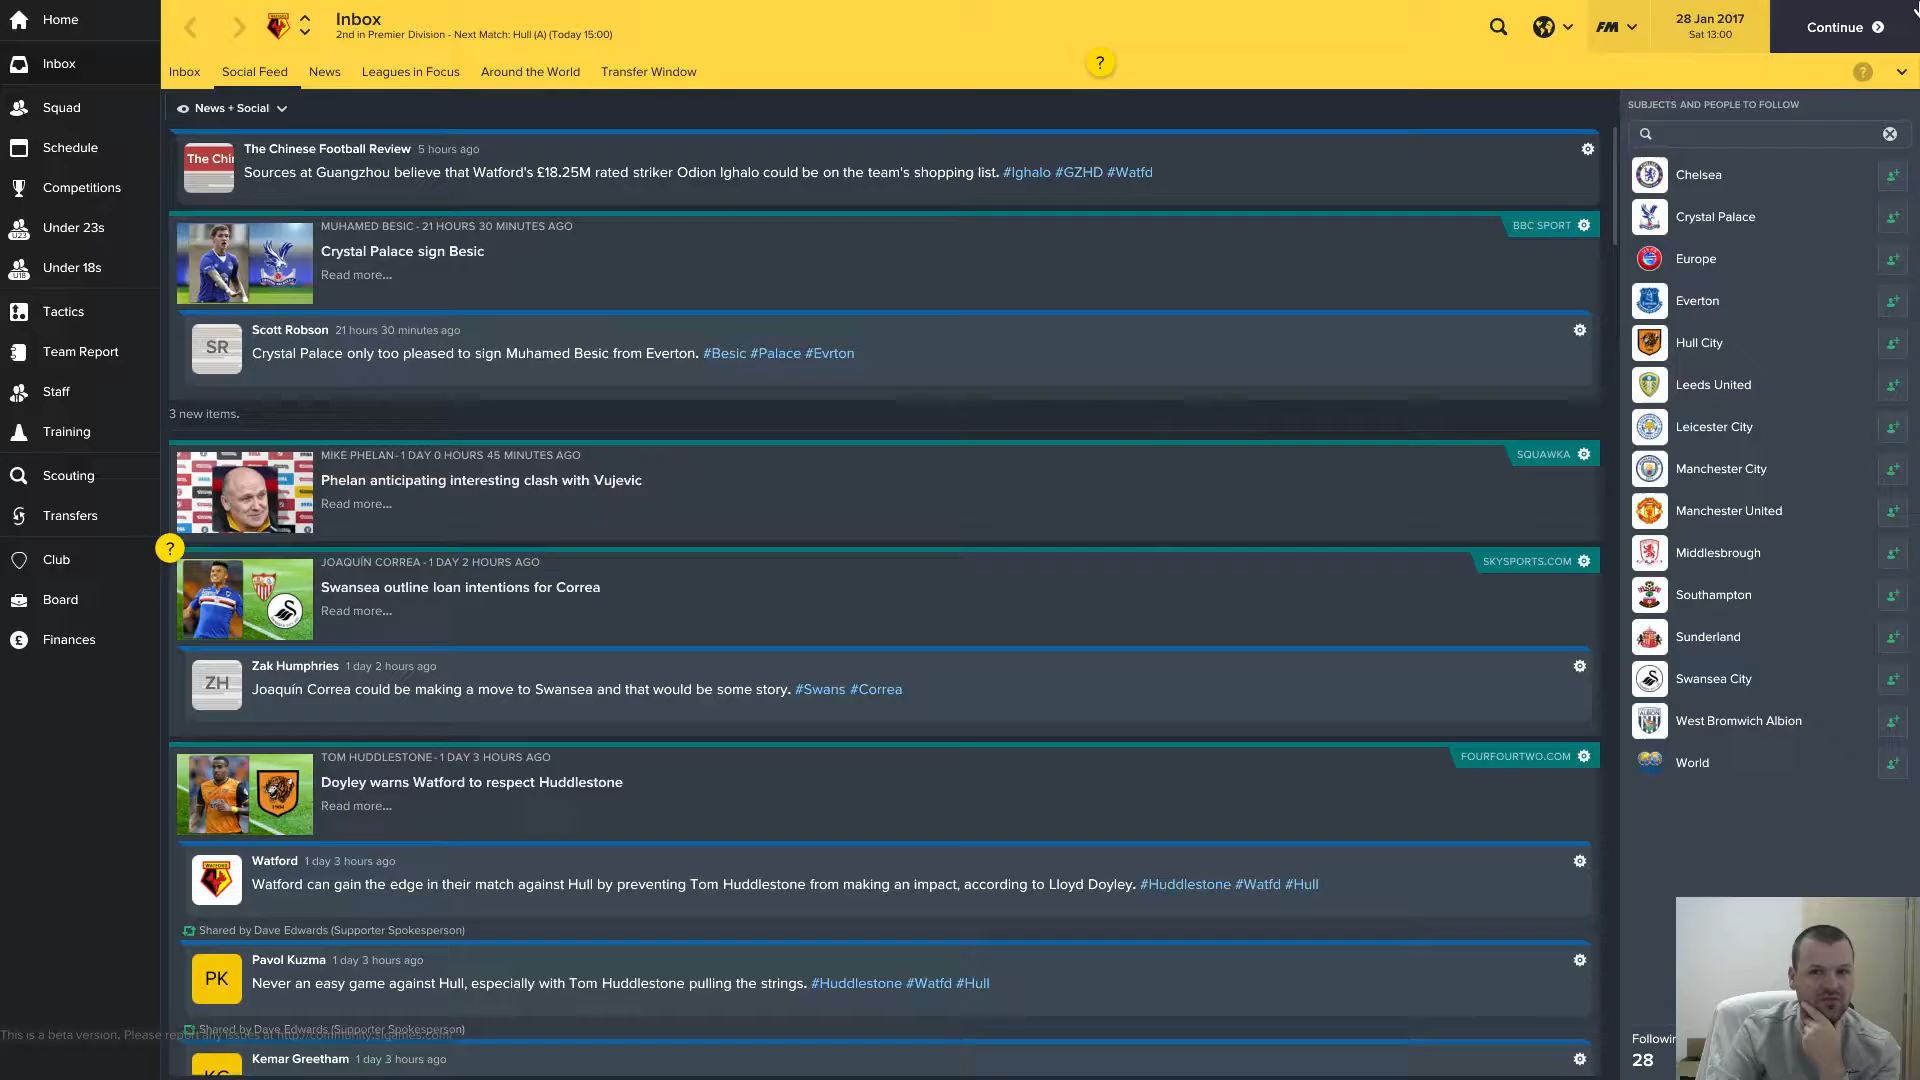 Home
Inbox
Squad
Schedule
Competitions
Under 23s
Under 18s
Tactics
Team Report
Staff
Training
Scouting
Transfers
Club
Board
Finances
Inbox
2nd in Premier Division - Next Match: Hull (A) (Today 15:00)
FM
28 Jan 2017
Sat 13:00
Continue
Inbox
Social Feed
News
Leagues in Focus
Around the World
Transfer Window
?
?
News + Social
The Chi
The Chinese Football Review 5 hours ago
Sources at Guangzhou believe that Watford's £18.25M rated striker Odion Ighalo could be on the team's shopping list. #Ighalo #GZHD #Watfd
MUHAMED BESIC - 21 HOURS 30 MINUTES AGO
BBC SPORT
Crystal Palace sign Besic
Read more...
SR
Scott Robson 21 hours 30 minutes ago
Crystal Palace only too pleased to sign Muhamed Besic from Everton. #Besic #Palace #Evrton
3 new items.
MIKE PHELAN - 1 DAY 0 HOURS 45 MINUTES AGO
SQUAWKA
Phelan anticipating interesting clash with Vujevic
Read more...
?
JOAQUÍN CORREA - 1 DAY 2 HOURS AGO
SKYSPORTS.COM
Swansea outline loan intentions for Correa
Read more...
ZH
Zak Humphries 1 day 2 hours ago
Joaquín Correa could be making a move to Swansea and that would be some story. #Swans #Correa
TOM HUDDLESTONE - 1 DAY 3 HOURS AGO
FOURFOURTWO.COM
Doyley warns Watford to respect Huddlestone
Read more...
Watford 1 day 3 hours ago
Watford can gain the edge in their match against Hull by preventing Tom Huddlestone from making an impact, according to Lloyd Doyley. #Huddlestone #Watfd #Hull
Shared by Dave Edwards (Supporter Spokesperson)
PK
Pavol Kuzma 1 day 3 hours ago
Never an easy game against Hull, especially with Tom Huddlestone pulling the strings. #Huddlestone #Watfd #Hull
Shared by Dave Edwards (Supporter Spokesperson)
This is a beta version. Please report any issues at http://community.sigames.com/
KG
Kemar Greetham 1 day 3 hours ago
SUBJECTS AND PEOPLE TO FOLLOW
Chelsea
Crystal Palace
Europe
Everton
Hull City
Leeds United
Leicester City
Manchester City
Manchester United
Middlesbrough
Southampton
Sunderland
Swansea City
West Bromwich Albion
World
Followin
28